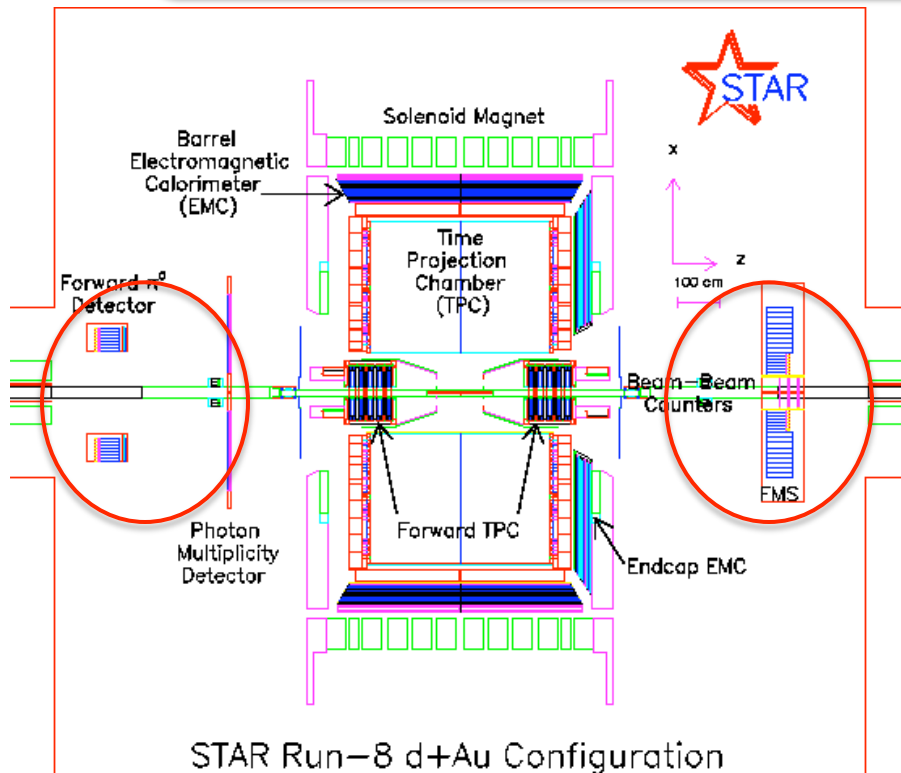 STAR
Solenoid Magnet
Barrel
Electromagnetic
Calorimeter
(EMC)
x
z
100 cm
Time
Projection
Chamber
(TPC)
Forward π⁰
Detector
Beam-Beam
Counters
FMS
Forward TPC
Photon
Multiplicity
Detector
Endcap EMC
STAR Run-8 d+Au Configuration